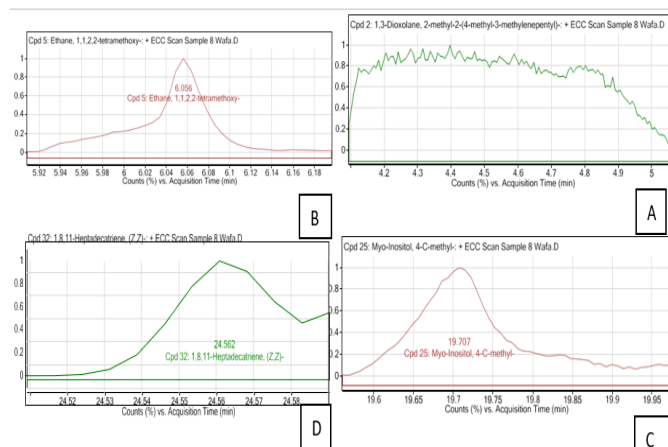 Cpd 5: Ethane, 1,1,2,2-tetramethoxy-: + ECC Scan Sample 8 Wafa.D
1
0.8
0.6
0.4
0.2
0
6.056
Cpd 5: Ethane, 1,1,2,2-tetramethoxy-
5.92 5.94 5.96 5.98 6 6.02 6.04 6.06 6.08 6.1 6.12 6.14 6.16 6.18
Counts (%) vs. Acquisition Time (min)
B
Cpd 2: 1,3-Dioxolane, 2-methyl-2-(4-methyl-3-methylenepentyl)-: + ECC Scan Sample 8 Wafa.D
1
0.8
0.6
0.4
0.2
0
4.2 4.3 4.4 4.5 4.6 4.7 4.8 4.9 5
Counts (%) vs. Acquisition Time (min)
A
Cpd 32: 1,8,11-Heptadecatriene, (Z,Z)-: + ECC Scan Sample 8 Wafa.D
1
0.8
0.6
0.4
0.2
0
24.562
Cpd 32: 1,8,11-Heptadecatriene, (Z,Z)-
24.52 24.53 24.54 24.55 24.56 24.57 24.58
Counts (%) vs. Acquisition Time (min)
D
Cpd 25: Myo-Inositol, 4-C-methyl-: + ECC Scan Sample 8 Wafa.D
1
0.8
0.6
0.4
0.2
0
19.707
Cpd 25: Myo-Inositol, 4-C-methyl-
19.6 19.65 19.7 19.75 19.8 19.85 19.9 19.95
Counts (%) vs. Acquisition Time (min)
C